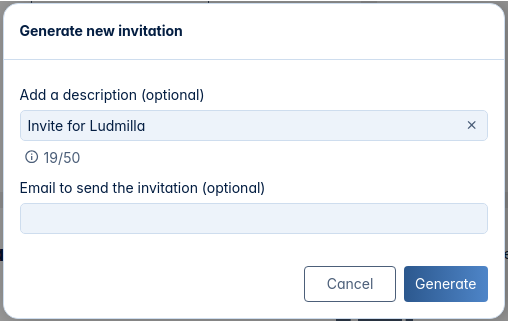 Generate new invitation
Add a description (optional)
Invite for Ludmilla
19/50
Email to send the invitation (optional)
Cancel
Generate